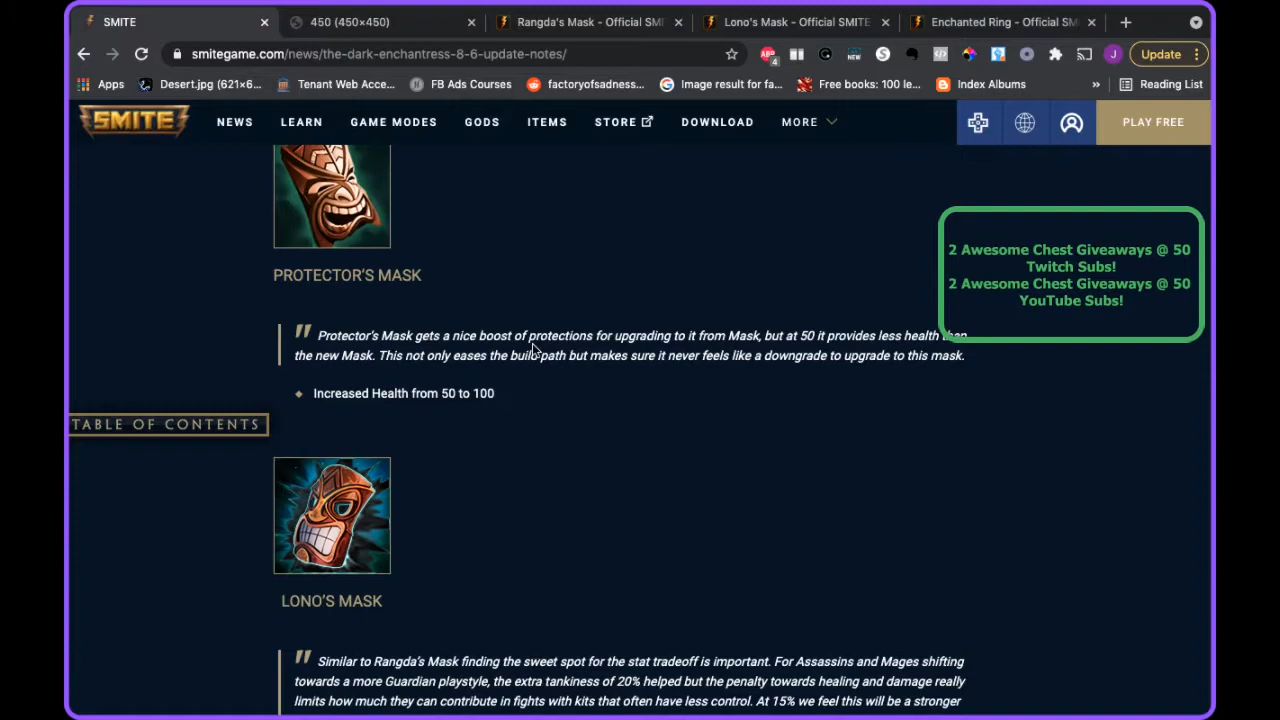 SMITE
450 (450×450)
Rangda's Mask - Official SMI
Lono's Mask - Official SMITE
Enchanted Ring - Official SM
smitegame.com/news/the-dark-enchantress-8-6-update-notes/
4
NEW
J
Update
Apps
Desert.jpg (621×6...
Tenant Web Acce...
FB Ads Courses
factoryofsadness...
Image result for fa...
Free books: 100 le...
Index Albums
»
Reading List
SMITE
NEWS
LEARN
GAME MODES
GODS
ITEMS
STORE
DOWNLOAD
MORE
PLAY FREE
2 Awesome Chest Giveaways @ 50
Twitch Subs!
2 Awesome Chest Giveaways @ 50
YouTube Subs!
PROTECTOR'S MASK
" Protector's Mask gets a nice boost of protections for upgrading to it from Mask, but at 50 it provides less health than
the new Mask. This not only eases the build path but makes sure it never feels like a downgrade to upgrade to this mask.
Increased Health from 50 to 100
TABLE OF CONTENTS
LONO'S MASK
" Similar to Rangda's Mask finding the sweet spot for the stat tradeoff is important. For Assassins and Mages shifting
towards a more Guardian playstyle, the extra tankiness of 20% helped but the penalty towards healing and damage really
limits how much they can contribute in fights with kits that often have less control. At 15% we feel this will be a stronger